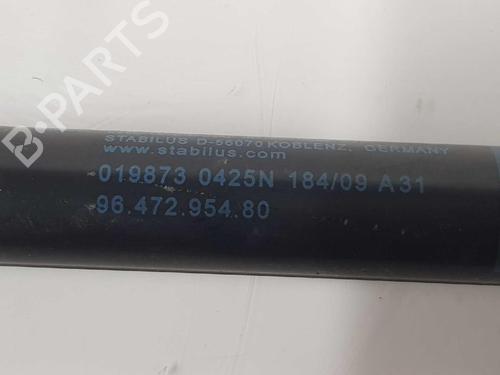 STABILUS D-56070 KOBLENZ, GERMANY
www.stabilus.com
019873 0425N 184/09 A31
96.472.954.80
B-PARTS